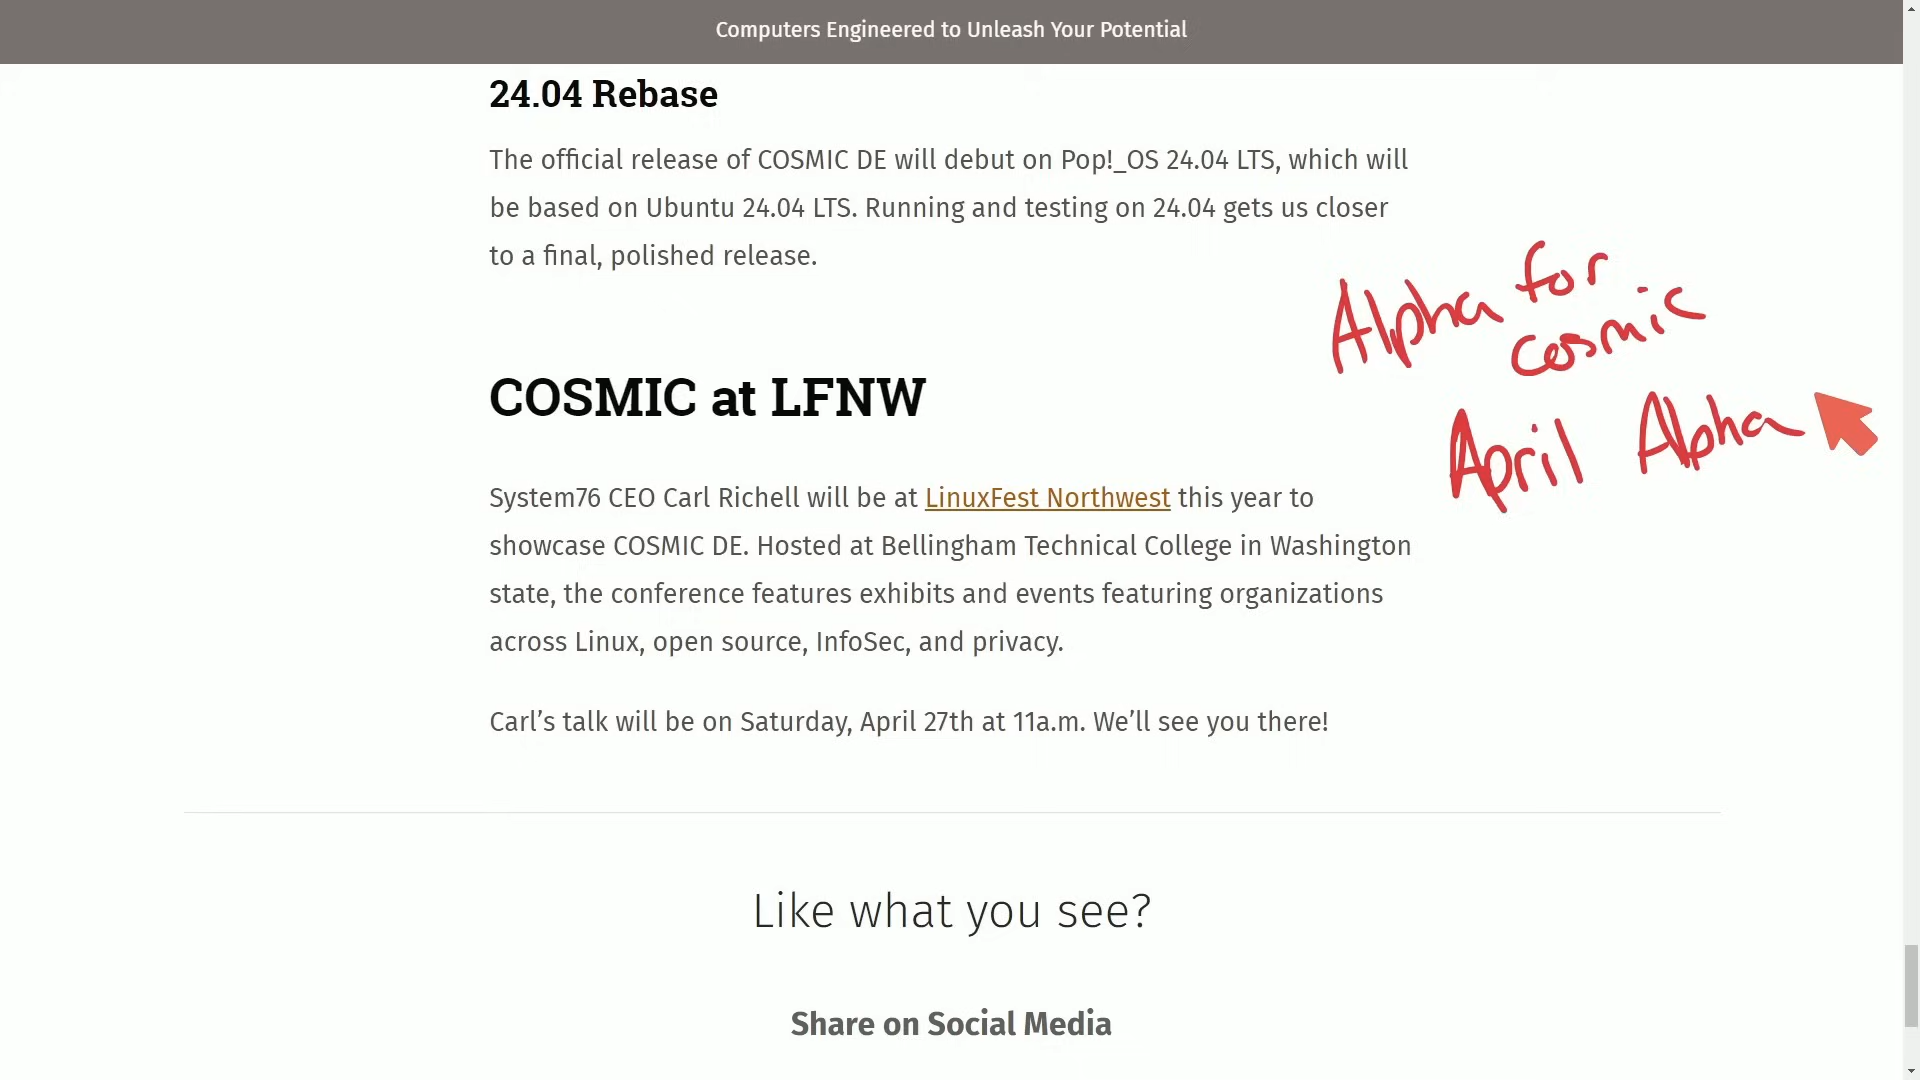 Computers Engineered to Unleash Your Potential
24.04 Rebase
The official release of COSMIC DE will debut on Pop!_OS 24.04 LTS, which will
be based on Ubuntu 24.04 LTS. Running and testing on 24.04 gets us closer
to a final, polished release.
Alpha for
cosmic
April Alpha
COSMIC at LFNW
System76 CEO Carl Richell will be at LinuxFest Northwest this year to
showcase COSMIC DE. Hosted at Bellingham Technical College in Washington
state, the conference features exhibits and events featuring organizations
across Linux, open source, InfoSec, and privacy.
Carl’s talk will be on Saturday, April 27th at 11a.m. We’ll see you there!
Like what you see?
Share on Social Media